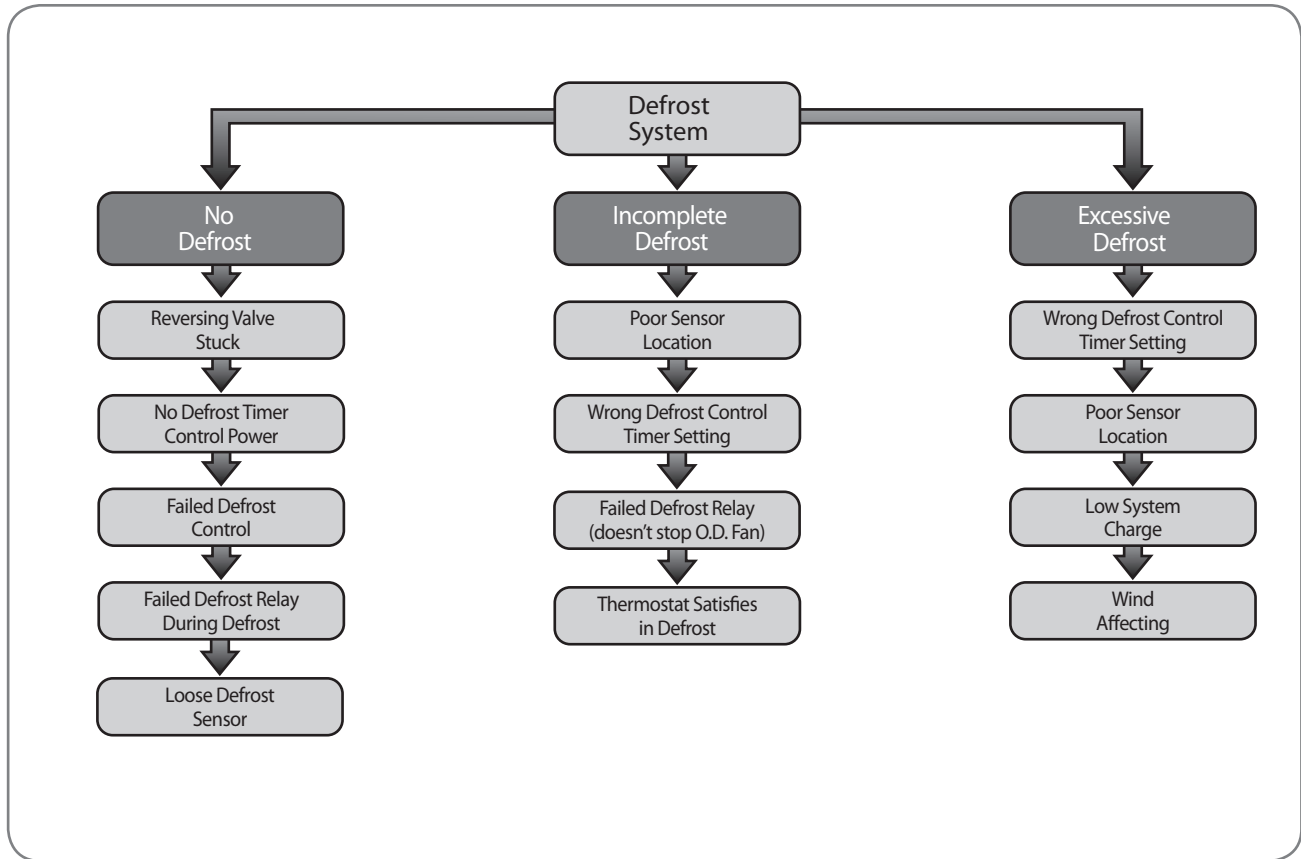 Defrost
System
No
Defrost
Reversing Valve
Stuck
No Defrost Timer
Control Power
Failed Defrost
Control
Failed Defrost Relay
During Defrost
Loose Defrost
Sensor
Incomplete
Defrost
Poor Sensor
Location
Wrong Defrost Control
Timer Setting
Failed Defrost Relay
(doesn't stop O.D. Fan)
Thermostat Satisfies
in Defrost
Excessive
Defrost
Wrong Defrost Control
Timer Setting
Poor Sensor
Location
Low System
Charge
Wind
Affecting